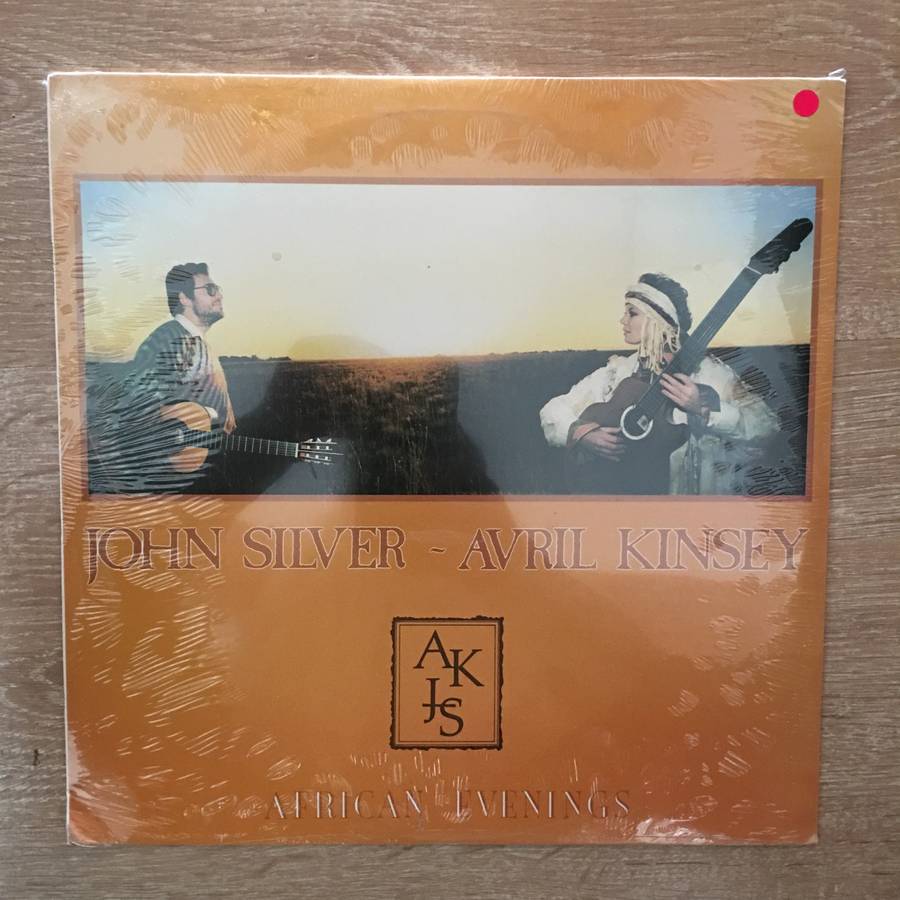 JOHN SILVER ~ AVRIL KINSEY
AK
JS
AFRICAN EVENINGS